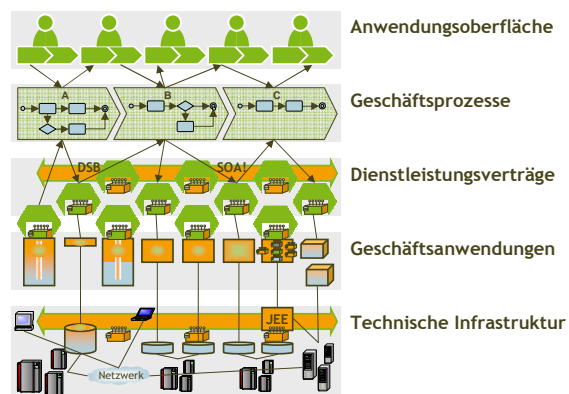 Anwendungsoberfläche
A
B
C
Geschäftsprozesse
DSB
SOA!
Dienstleistungsverträge
Geschäftsanwendungen
JEE
Technische Infrastruktur
Netzwerk